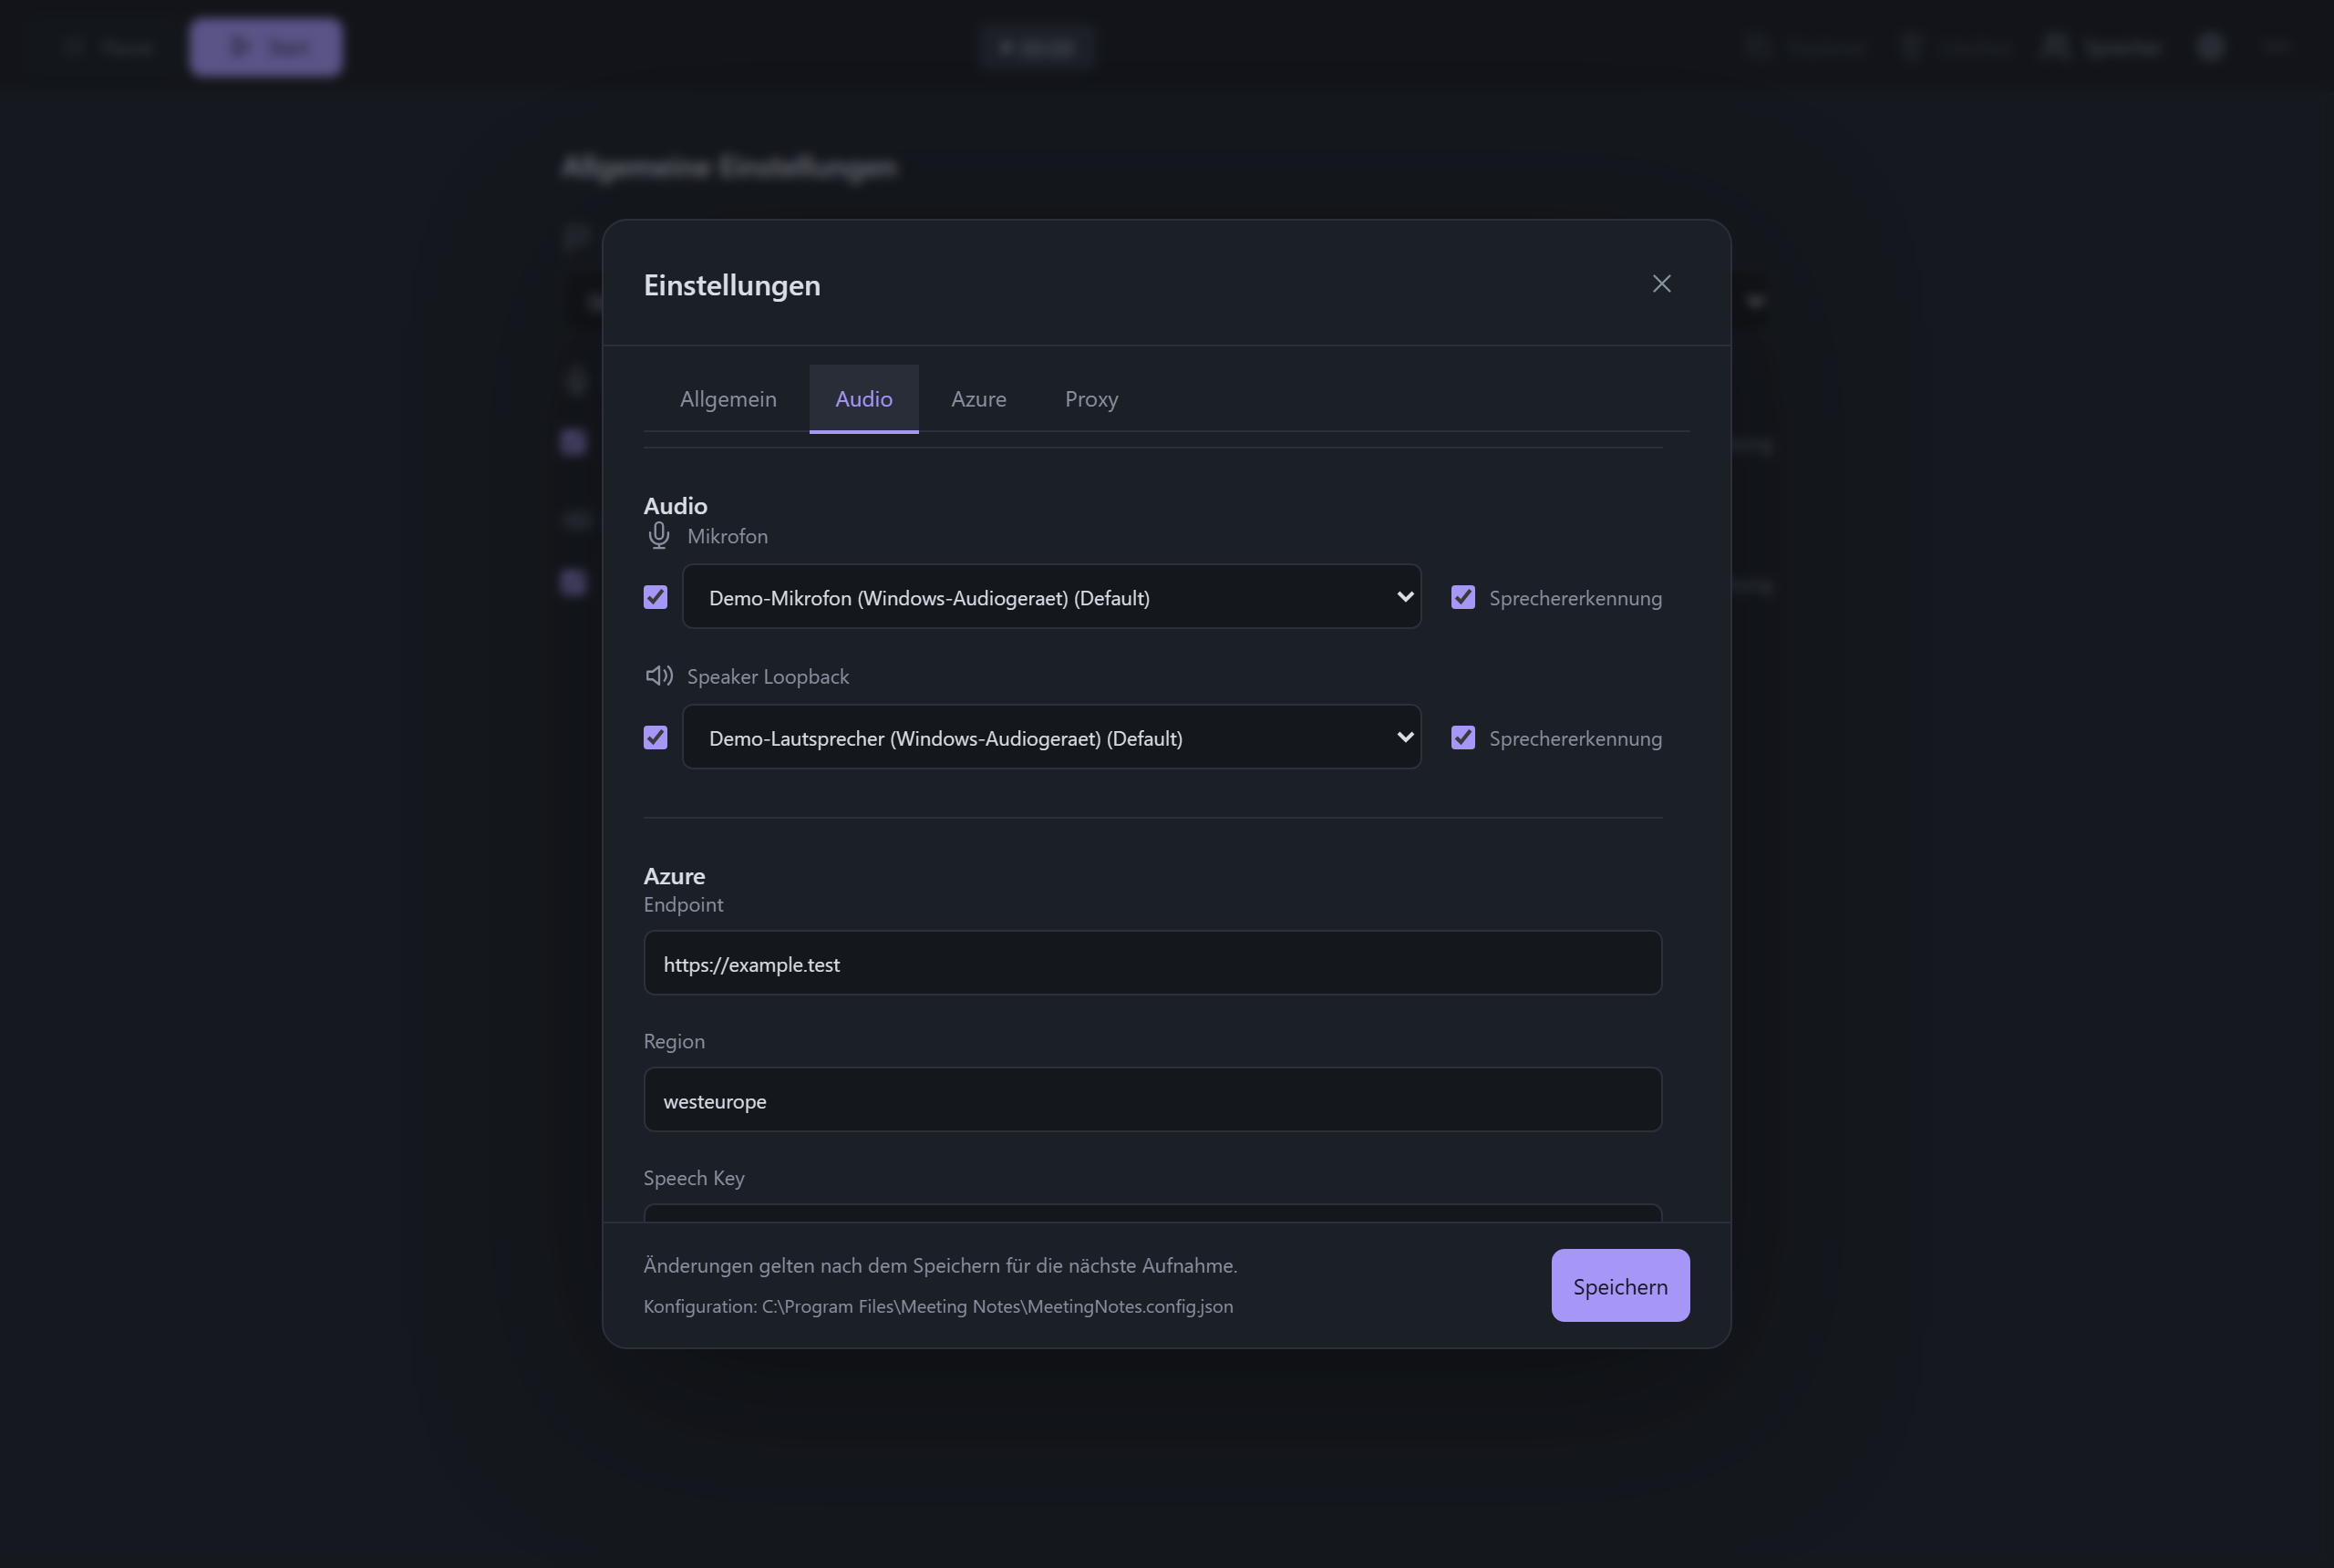 Allgemeine Einstellungen
Einstellungen
Allgemein Audio Azure Proxy
Audio
Mikrofon
Demo-Mikrofon (Windows-Audiogeraet) (Default) Sprechererkennung
Speaker Loopback
Demo-Lautsprecher (Windows-Audiogeraet) (Default) Sprechererkennung
Azure
Endpoint
https://example.test
Region
westeurope
Speech Key
Änderungen gelten nach dem Speichern für die nächste Aufnahme.
Konfiguration: C:\Program Files\Meeting Notes\MeetingNotes.config.json
Speichern